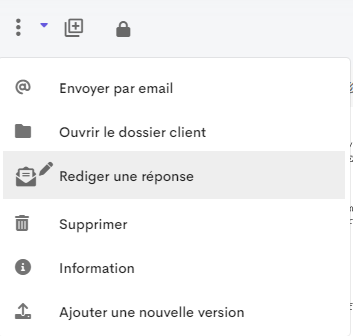 Envoyer par email
Ouvrir le dossier client
Rediger une réponse
Supprimer
Information
Ajouter une nouvelle version